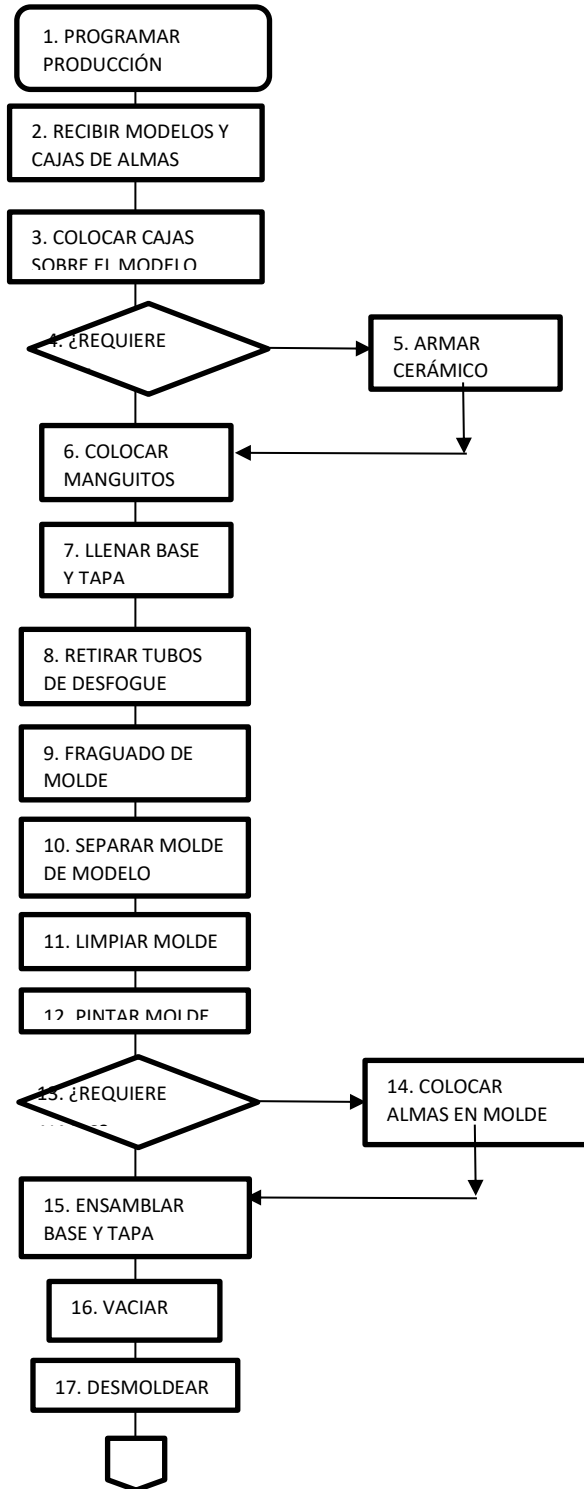 1. PROGRAMAR
PRODUCCIÓN
2. RECIBIR MODELOS Y
CAJAS DE ALMAS
3. COLOCAR CAJAS
SOBRE EL MODELO
4. ¿REQUIERE
5. ARMAR
CERÁMICO
6. COLOCAR
MANGUITOS
7. LLENAR BASE
Y TAPA
8. RETIRAR TUBOS
DE DESFOGUE
9. FRAGUADO DE
MOLDE
10. SEPARAR MOLDE
DE MODELO
11. LIMPIAR MOLDE
12. PINTAR MOLDE
13. ¿REQUIERE
14. COLOCAR
ALMAS EN MOLDE
15. ENSAMBLAR
BASE Y TAPA
16. VACIAR
17. DESMOLDEAR